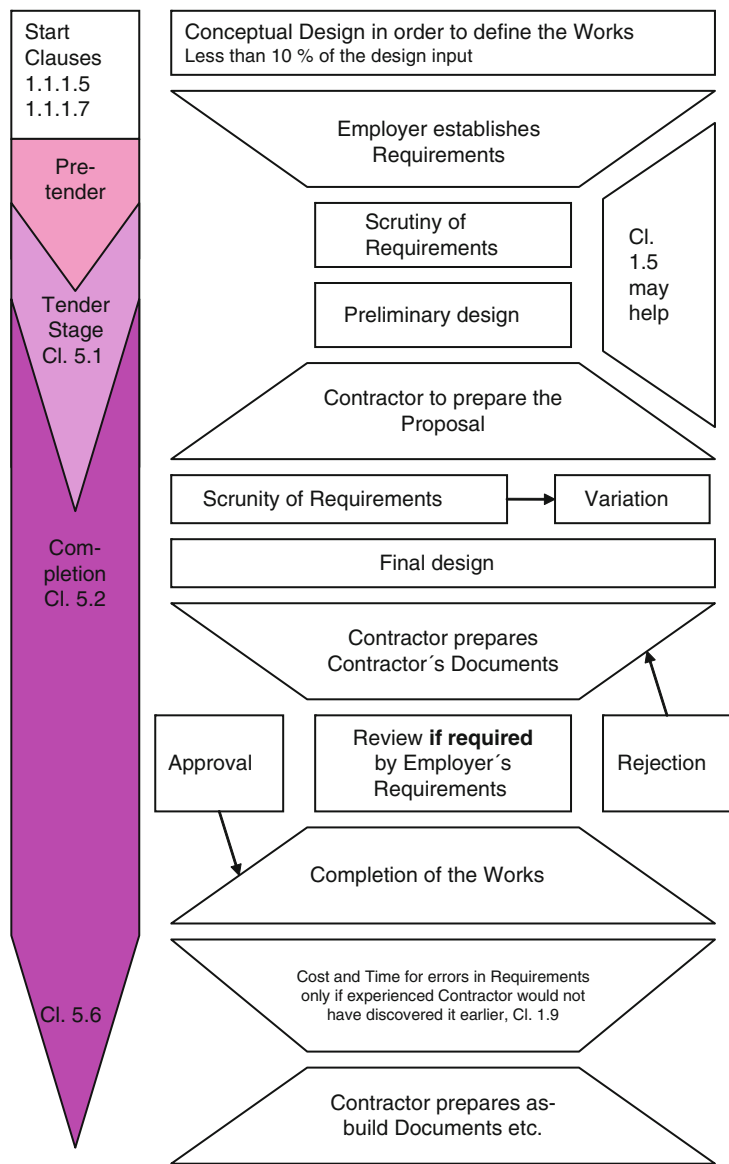 Start
Clauses
1.1.1.5
1.1.1.7
Pre-
tender
Tender
Stage
Cl. 5.1
Com-
pletion
Cl. 5.2
Cl. 5.6
Conceptual Design in order to define the Works
Less than 10 % of the design input
Employer establishes
Requirements
Scrutiny of
Requirements
Cl.
1.5
may
help
Preliminary design
Contractor to prepare the
Proposal
Scrunity of Requirements
Variation
Final design
Contractor prepares
Contractor´s Documents
Approval
Review if required
by Employer´s
Requirements
Rejection
Completion of the Works
Cost and Time for errors in Requirements
only if experienced Contractor would not
have discovered it earlier, Cl. 1.9
Contractor prepares as-
build Documents etc.